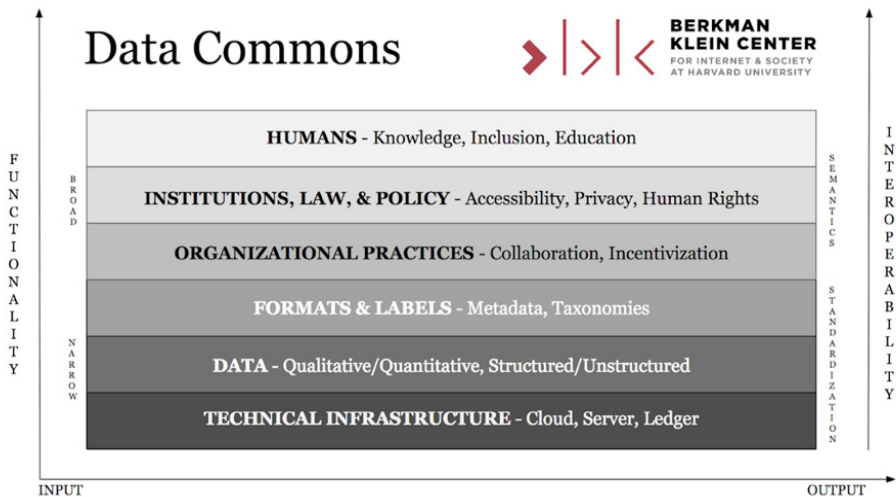 Data Commons
BERKMAN
KLEIN CENTER
FOR INTERNET & SOCIETY
AT HARVARD UNIVERSITY
FUNCTIONALITY
BROAD
NARROW
HUMANS - Knowledge, Inclusion, Education
INSTITUTIONS, LAW, & POLICY - Accessibility, Privacy, Human Rights
ORGANIZATIONAL PRACTICES - Collaboration, Incentivization
FORMATS & LABELS - Metadata, Taxonomies
DATA - Qualitative/Quantitative, Structured/Unstructured
TECHNICAL INFRASTRUCTURE - Cloud, Server, Ledger
SEMANTICS
STANDARDIZATION
INTEROPERABILITY
INPUT
OUTPUT